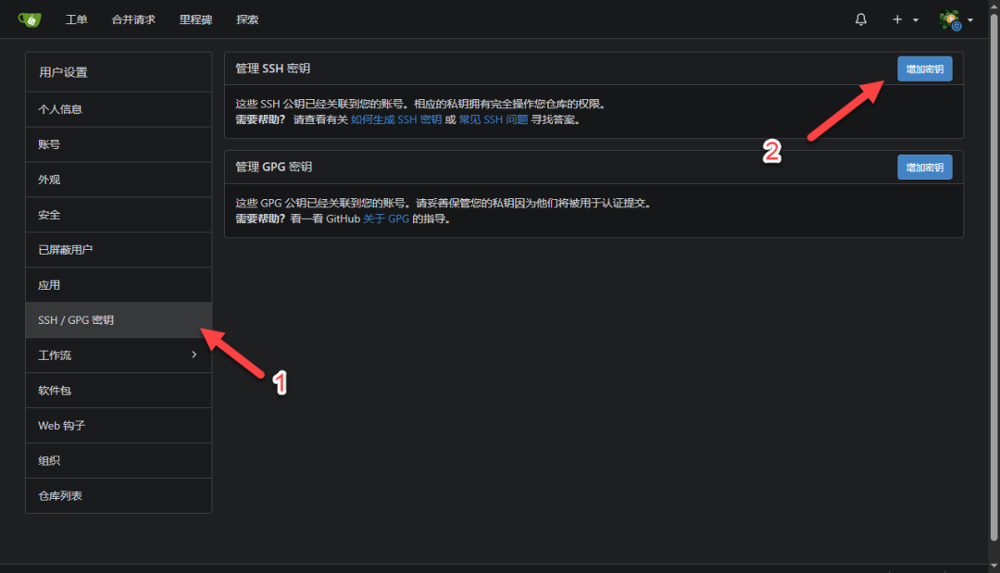 工单 合并请求 里程碑 探索
用户设置
个人信息
账号
外观
安全
已屏蔽用户
应用
SSH / GPG 密钥
工作流
软件包
Web 钩子
组织
仓库列表
管理 SSH 密钥 增加密钥
这些 SSH 公钥已经关联到您的账号。相应的私钥拥有完全操作您仓库的权限。
需要帮助？ 请查看有关 如何生成 SSH 密钥 或 常见 SSH 问题 寻找答案。
管理 GPG 密钥 增加密钥
这些 GPG 公钥已经关联到您的账号。请妥善保管您的私钥因为他们将被用于认证提交。
需要帮助？ 看一看 GitHub 关于 GPG 的指导。
1
2